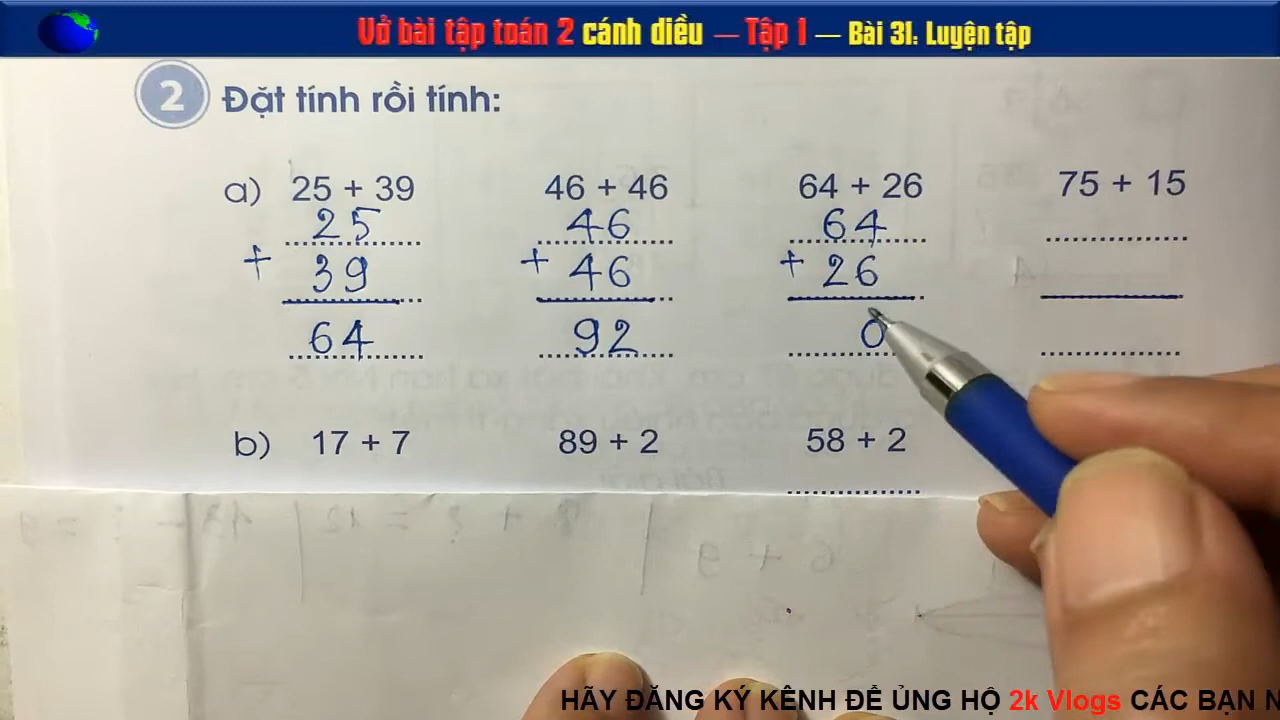 Vở bài tập toán 2 cánh diều — Tập 1 — Bài 31: Luyện tập
2 Đặt tính rồi tính:
a) 25 + 39 46 + 46 64 + 26 75 + 15
25 46 64
+ + +
39 46 26
64 92 0
b) 17 + 7 89 + 2 58 + 2
HÃY ĐĂNG KÝ KÊNH ĐỂ ỦNG HỘ 2k Vlogs CÁC BẠN N